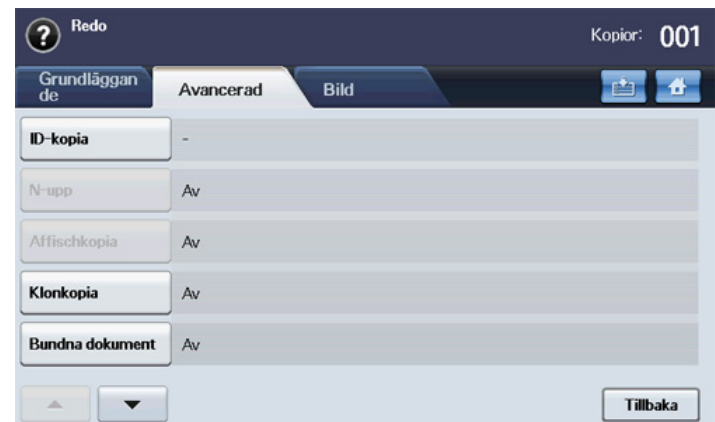 ? Redo
Kopior: 001
Grundläggan
de
Avancerad
Bild
ID-kopia
-
N-upp
Av
Affischkopia
Av
Klonkopia
Av
Bundna dokument
Av
Tillbaka